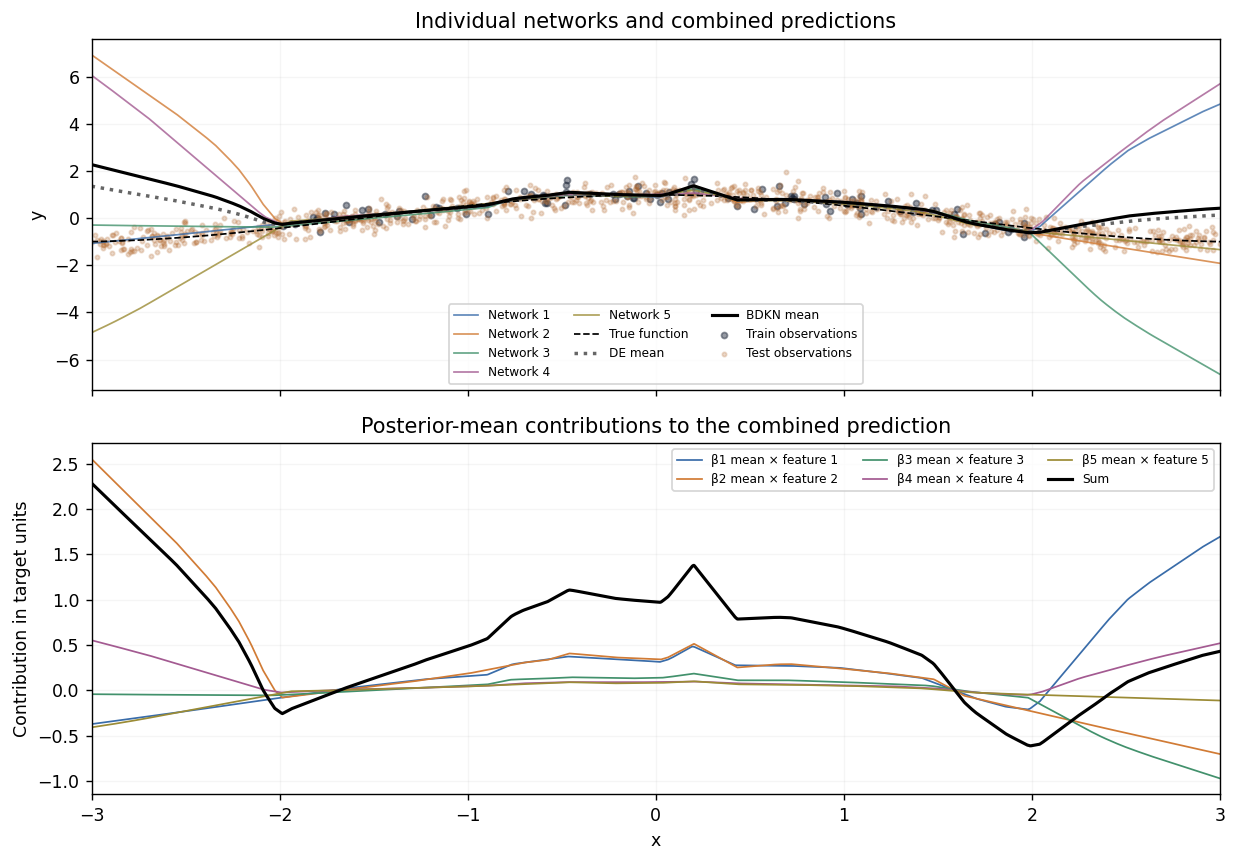 Individual networks and combined predictions
6
4
2
0
−2
−4
−6
y
Network 1
Network 2
Network 3
Network 4
Network 5
True function
DE mean
BDKN mean
Train observations
Test observations
Posterior-mean contributions to the combined prediction
2.5
2.0
1.5
1.0
0.5
0.0
−0.5
−1.0
Contribution in target units
β1 mean × feature 1
β2 mean × feature 2
β3 mean × feature 3
β4 mean × feature 4
β5 mean × feature 5
Sum
−3
−2
−1
0
1
2
3
x